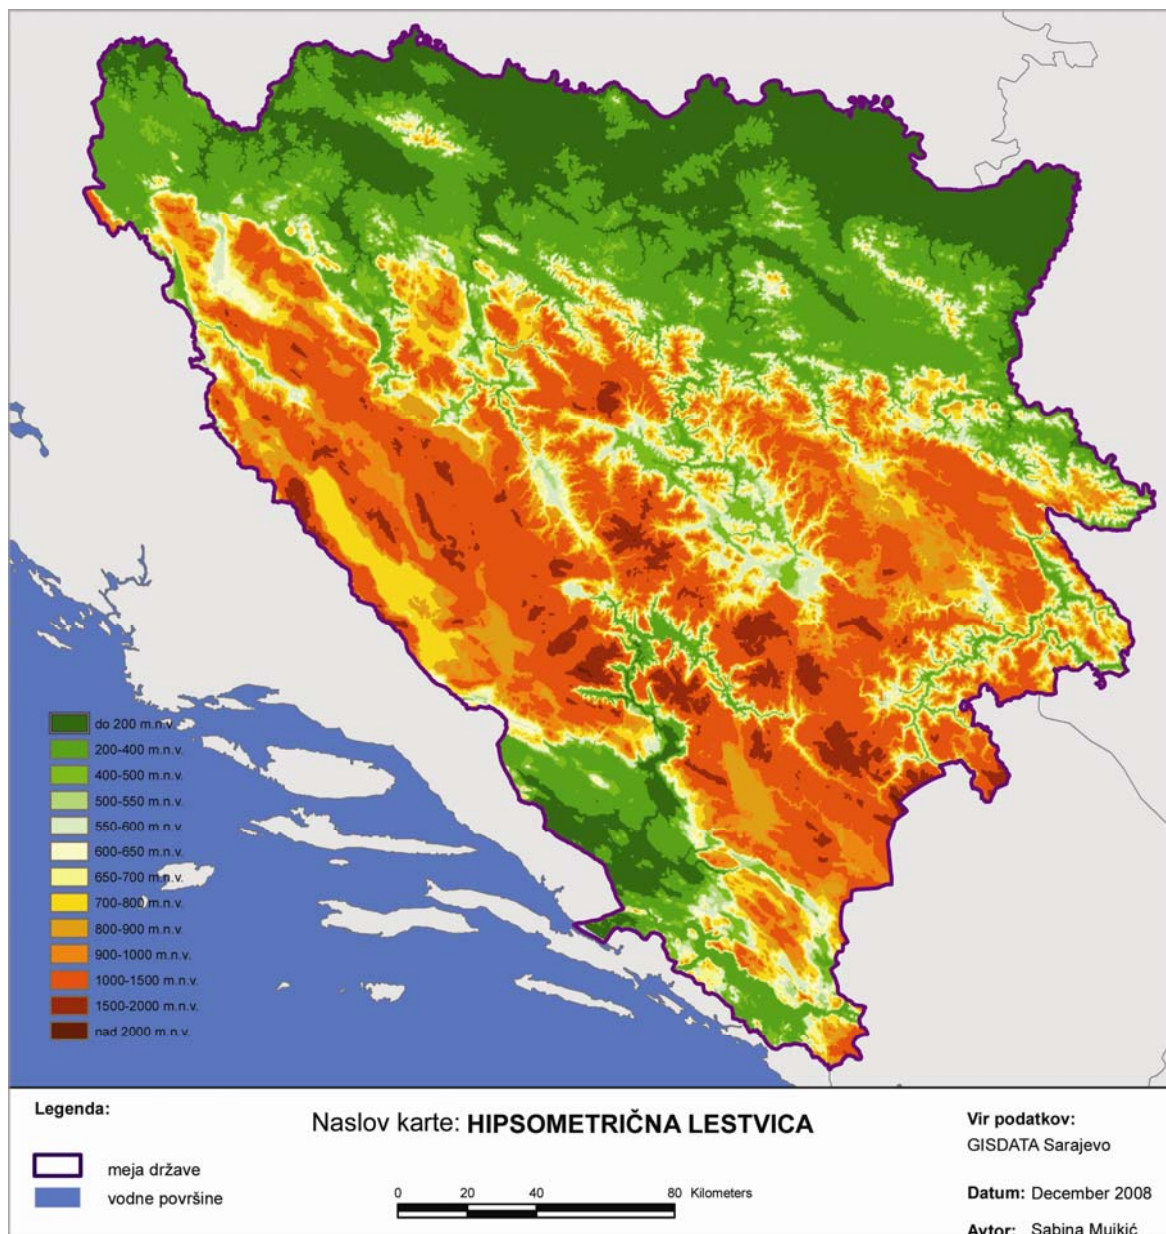 do 200 m.n.v.
200-400 m.n.v.
400-500 m.n.v.
500-550 m.n.v.
550-600 m.n.v.
600-650 m.n.v.
650-700 m.n.v.
700-800 m.n.v.
800-900 m.n.v.
900-1000 m.n.v.
1000-1500 m.n.v.
1500-2000 m.n.v.
nad 2000 m.n.v.
Legenda:
meja države
vodne površine
Naslov karte: HIPSOMETRIČNA LESTVICA
0 20 40 80 Kilometers
Vir podatkov:
GISDATA Sarajevo
Datum: December 2008
Avtor: Sabina Mujkić